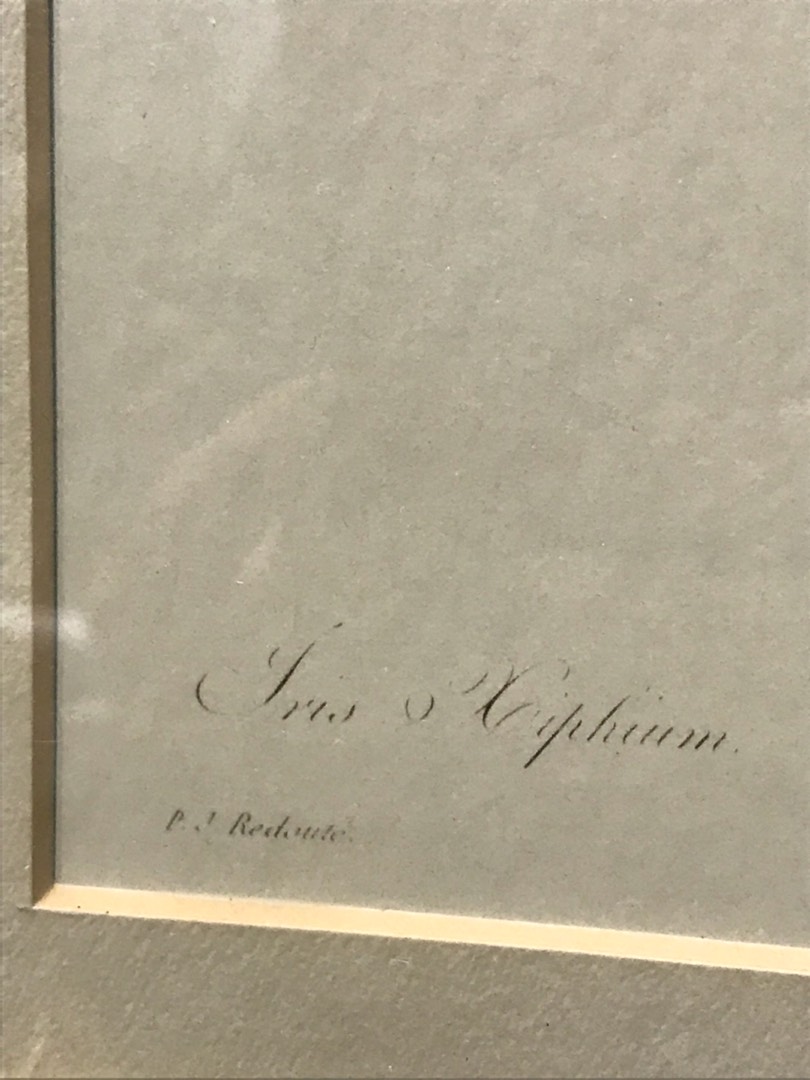 Iris Xiphium.
P. J. Redouté.